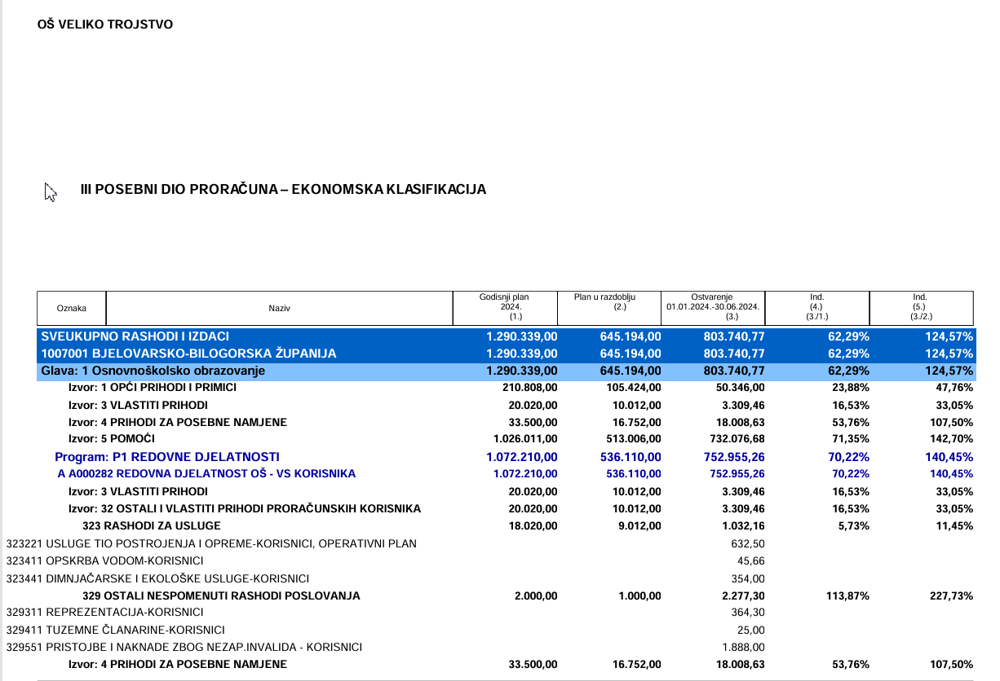 OŠ VELIKO TROJSTVO
III POSEBNI DIO PRORAČUNA – EKONOMSKA KLASIFIKACIJA
Oznaka Naziv Godisnji plan 2024. (1.) Plan u razdoblju (2.) Ostvarenje 01.01.2024.-30.06.2024. (3.) Ind. (4.) (3./1.) Ind. (5.) (3./2.)
SVEUKUPNO RASHODI I IZDACI 1.290.339,00 645.194,00 803.740,77 62,29% 124,57%
1007001 BJELOVARSKO-BILOGORSKA ŽUPANIJA 1.290.339,00 645.194,00 803.740,77 62,29% 124,57%
Glava: 1 Osnovnoškolsko obrazovanje 1.290.339,00 645.194,00 803.740,77 62,29% 124,57%
Izvor: 1 OPĆI PRIHODI I PRIMICI 210.808,00 105.424,00 50.346,00 23,88% 47,76%
Izvor: 3 VLASTITI PRIHODI 20.020,00 10.012,00 3.309,46 16,53% 33,05%
Izvor: 4 PRIHODI ZA POSEBNE NAMJENE 33.500,00 16.752,00 18.008,63 53,76% 107,50%
Izvor: 5 POMOĆI 1.026.011,00 513.006,00 732.076,68 71,35% 142,70%
Program: P1 REDOVNE DJELATNOSTI 1.072.210,00 536.110,00 752.955,26 70,22% 140,45%
A A000282 REDOVNA DJELATNOST OŠ - VS KORISNIKA 1.072.210,00 536.110,00 752.955,26 70,22% 140,45%
Izvor: 3 VLASTITI PRIHODI 20.020,00 10.012,00 3.309,46 16,53% 33,05%
Izvor: 32 OSTALI I VLASTITI PRIHODI PRORAČUNSKIH KORISNIKA 20.020,00 10.012,00 3.309,46 16,53% 33,05%
323 RASHODI ZA USLUGE 18.020,00 9.012,00 1.032,16 5,73% 11,45%
323221 USLUGE TIO POSTROJENJA I OPREME-KORISNICI, OPERATIVNI PLAN 632,50
323411 OPSKRBA VODOM-KORISNICI 45,66
323441 DIMNJAČARSKE I EKOLOŠKE USLUGE-KORISNICI 354,00
329 OSTALI NESPOMENUTI RASHODI POSLOVANJA 2.000,00 1.000,00 2.277,30 113,87% 227,73%
329311 REPREZENTACIJA-KORISNICI 364,30
329411 TUZEMNE ČLANARINE-KORISNICI 25,00
329551 PRISTOJBE I NAKNADE ZBOG NEZAP.INVALIDA - KORISNICI 1.888,00
Izvor: 4 PRIHODI ZA POSEBNE NAMJENE 33.500,00 16.752,00 18.008,63 53,76% 107,50%